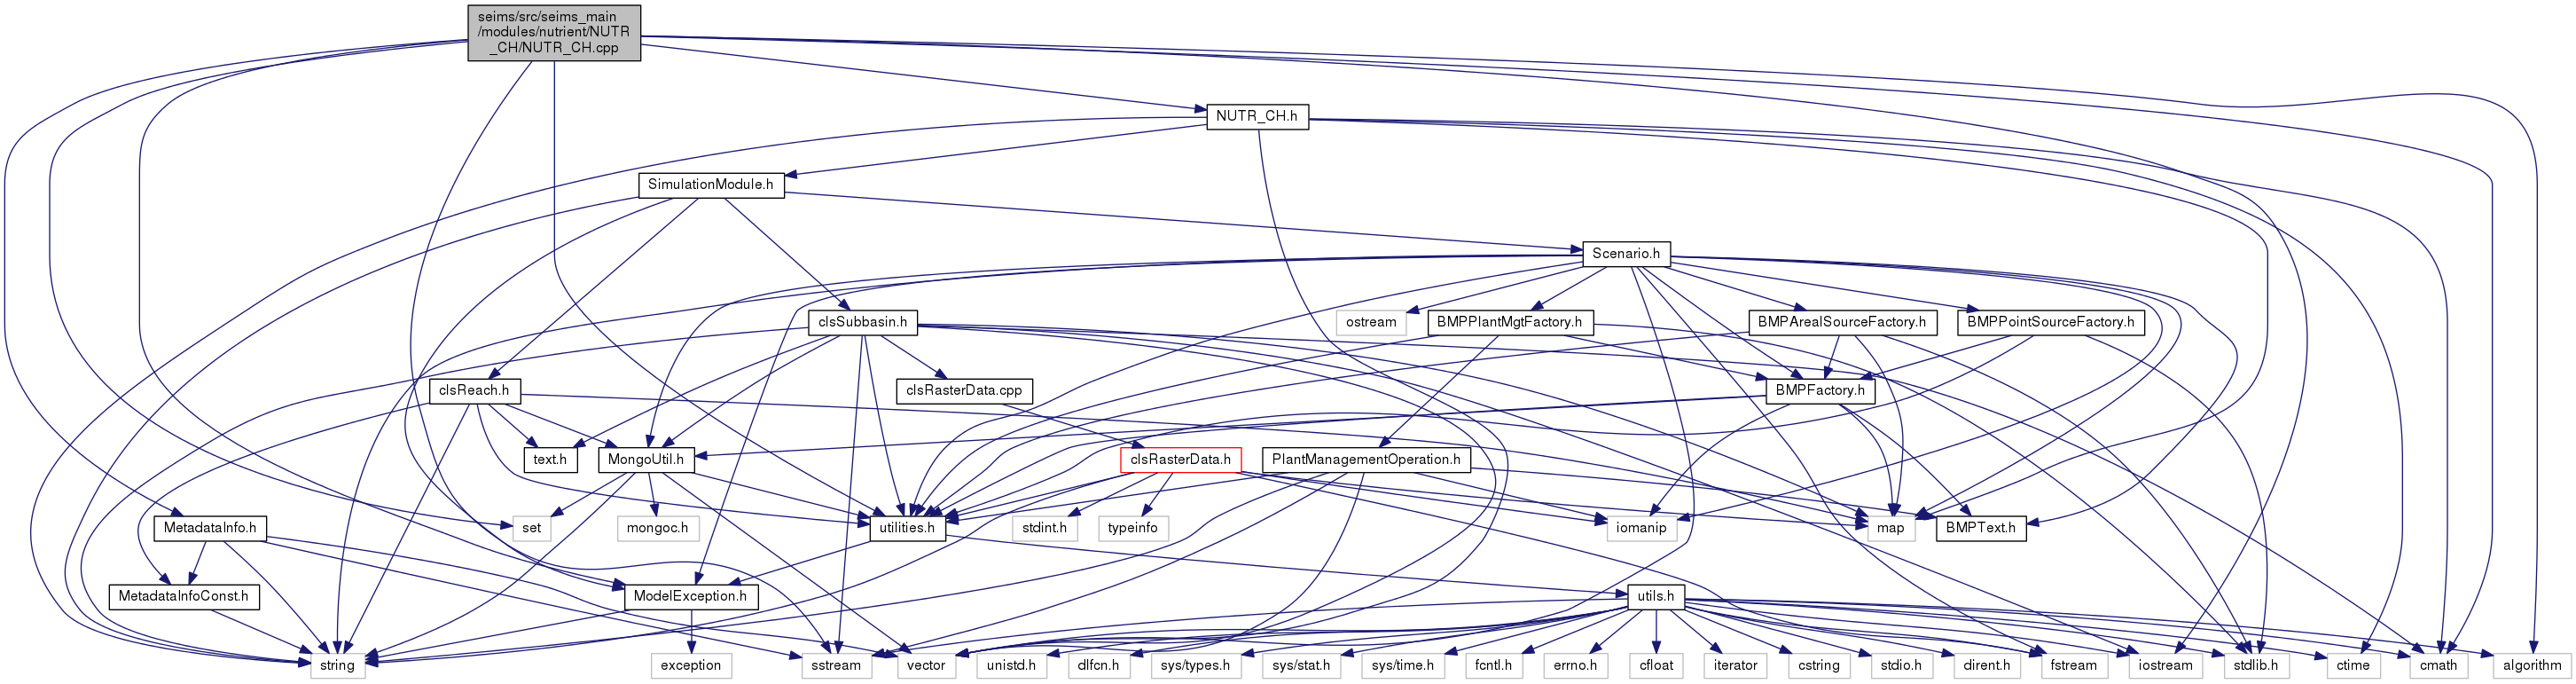 seims/src/seims_main
/modules/nutrient/NUTR
_CH/NUTR_CH.cpp
NUTR_CH.h
SimulationModule.h
Scenario.h
ostream
BMPPlantMgtFactory.h
BMPArealSourceFactory.h
BMPPointSourceFactory.h
clsSubbasin.h
clsReach.h
clsRasterData.cpp
BMPFactory.h
text.h
MongoUtil.h
clsRasterData.h
PlantManagementOperation.h
MetadataInfo.h
set
mongoc.h
utilities.h
stdint.h
typeinfo
iomanip
map
BMPText.h
MetadataInfoConst.h
ModelException.h
utils.h
string
exception
sstream
vector
unistd.h
dlfcn.h
sys/types.h
sys/stat.h
sys/time.h
fcntl.h
errno.h
cfloat
iterator
cstring
stdio.h
dirent.h
fstream
iostream
stdlib.h
ctime
cmath
algorithm